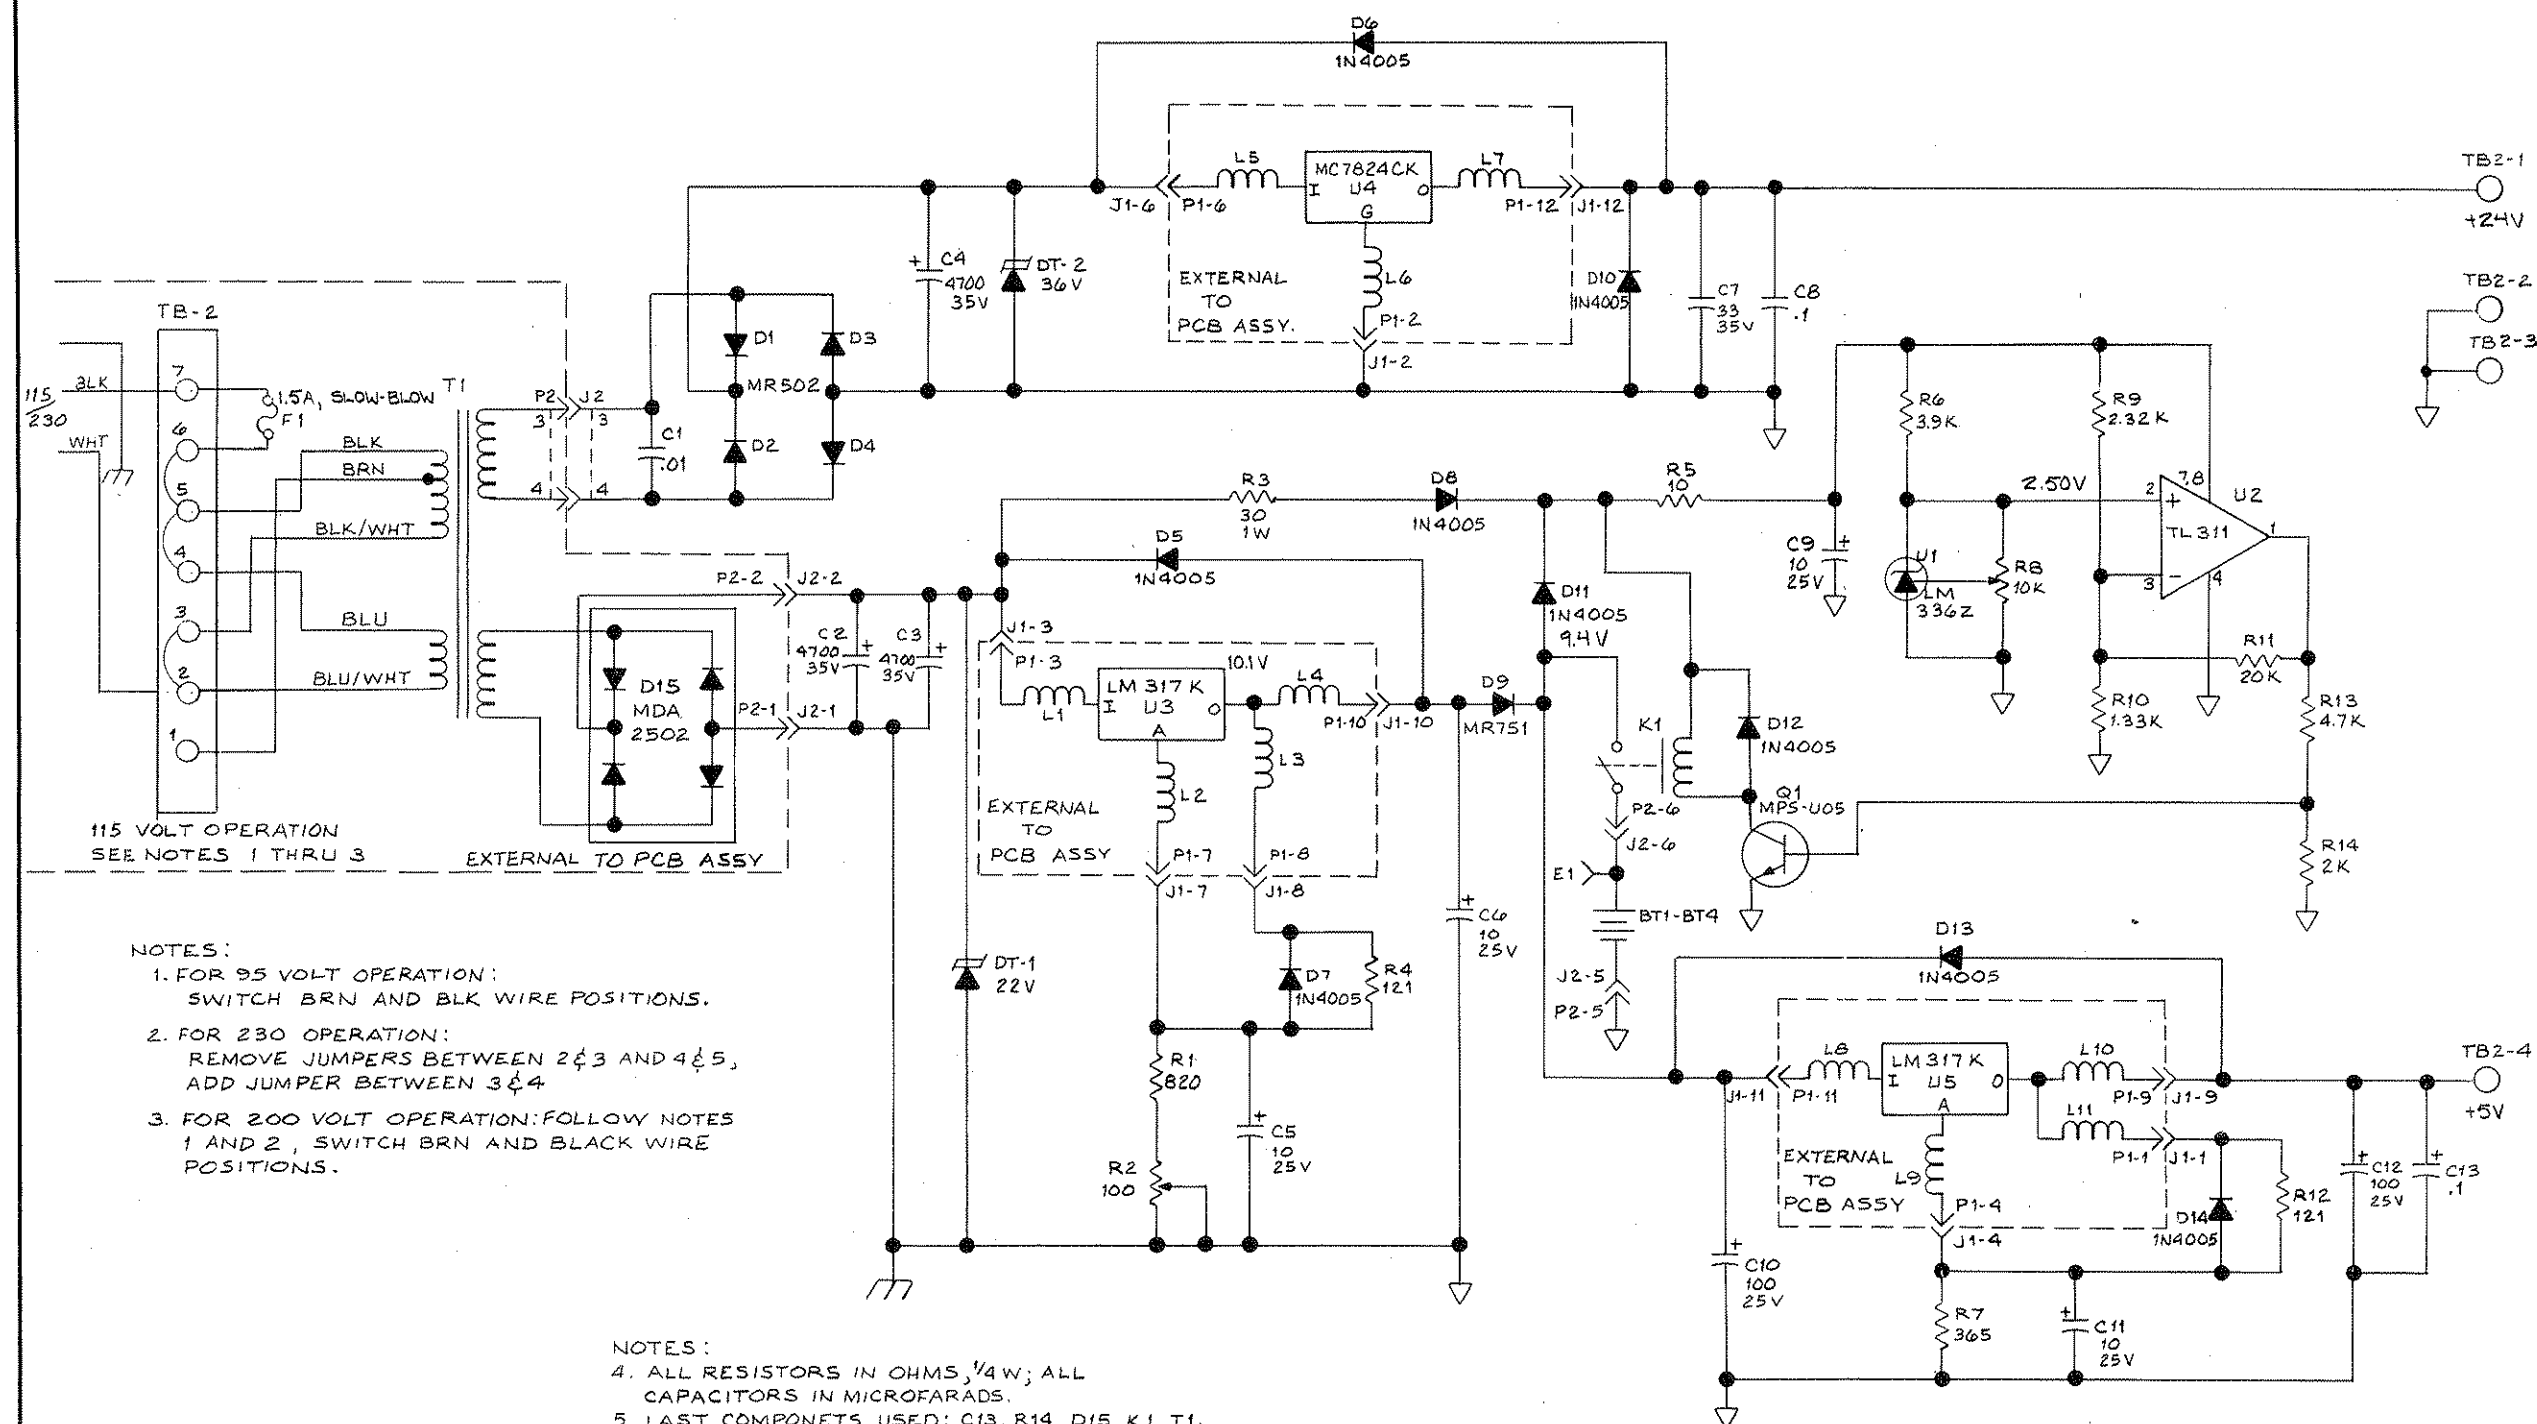 D6
1N4005
L5
MC7824CK
I U4 O
G
L7
J1-6 P1-6
P1-12 J1-12
TB2-1
+24V
+ C4
4700
35V
DT-2
36V
EXTERNAL
TO
PCB ASSY.
L6
P1-2
J1-2
D10
1N4005
C7
33
35V
C8
.1
TB2-2
TB2-3
TB-2
7
6
5
4
3
2
1
115
/
230
BLK
WHT
1.5A, SLOW-BLOW
F1
T1
BLK
BRN
BLK/WHT
BLU
BLU/WHT
P2 J2
3 3
4 4
C1
.01
D1
D3
MR502
D2
D4
R3
30
1W
D8
1N4005
R5
10
D5
1N4005
R6
3.9K
R9
2.32K
2.50V
7,8
2 +
U2
TL311
1
3 -
4
C9 +
10
25V
U1
LM
336Z
R8
10K
R11
20K
R10
1.33K
R13
4.7K
R14
2K
P2-2 J2-2
P2-1 J2-1
D15
MDA
2502
C2
4700 +
35V
C3
4700 +
35V
J1-3
P1-3
L1
LM317K
I U3 O
A
10.1V
L4
P1-10 J1-10
L2
L3
D9
MR751
D11
1N4005
9.4V
K1
D12
1N4005
Q1
MPS-U05
P2-6
J2-6
E1
BT1-BT4
J2-5
P2-5
EXTERNAL
TO
PCB ASSY
P1-7
J1-7
P1-8
J1-8
115 VOLT OPERATION
SEE NOTES 1 THRU 3
EXTERNAL TO PCB ASSY
DT-1
22V
D7
1N4005
R4
121
+
C6
10
25V
R1
820
R2
100
+
C5
10
25V
D13
1N4005
L8
LM317K
I U5 O
A
L10
J1-11 P1-11
P1-9 J1-9
L11
P1-1 J1-1
TB2-4
+5V
EXTERNAL
TO
PCB ASSY
L9
P1-4
J1-4
D14
1N4005
R12
121
+
C12
100
25V
+
C13
.1
+
C10
100
25V
R7
365
+
C11
10
25V
NOTES:
1. FOR 95 VOLT OPERATION:
SWITCH BRN AND BLK WIRE POSITIONS.
2. FOR 230 OPERATION:
REMOVE JUMPERS BETWEEN 2&3 AND 4&5,
ADD JUMPER BETWEEN 3&4
3. FOR 200 VOLT OPERATION: FOLLOW NOTES
1 AND 2, SWITCH BRN AND BLACK WIRE
POSITIONS.
NOTES:
4. ALL RESISTORS IN OHMS, 1/4 W; ALL
CAPACITORS IN MICROFARADS.
5. LAST COMPONETS USED: C13, R14, D15, K1, T1,